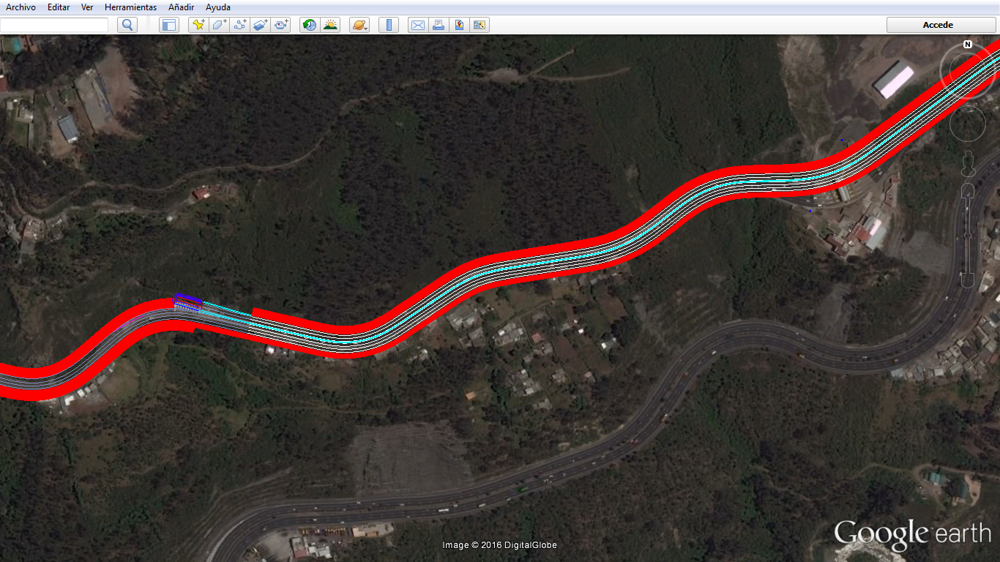 Archivo Editar Ver Herramientas Añadir Ayuda
Accede
N
Image © 2016 DigitalGlobe
Google earth